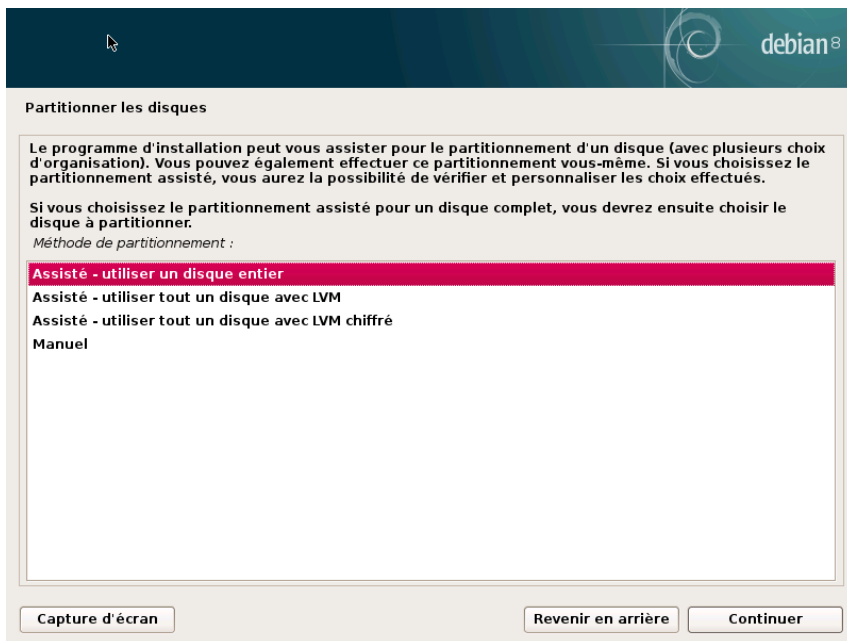 debian 8
Partitionner les disques
Le programme d'installation peut vous assister pour le partitionnement d'un disque (avec plusieurs choix
d'organisation). Vous pouvez également effectuer ce partitionnement vous-même. Si vous choisissez le
partitionnement assisté, vous aurez la possibilité de vérifier et personnaliser les choix effectués.
Si vous choisissez le partitionnement assisté pour un disque complet, vous devrez ensuite choisir le
disque à partitionner.
Méthode de partitionnement :
Assisté - utiliser un disque entier
Assisté - utiliser tout un disque avec LVM
Assisté - utiliser tout un disque avec LVM chiffré
Manuel
Capture d'écran Revenir en arrière Continuer